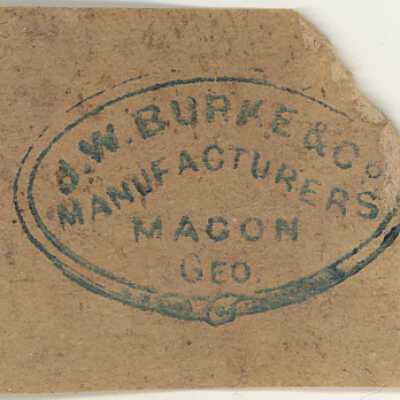 J. W. BURKE & Co
MANUFACTURERS
MACON
GEO